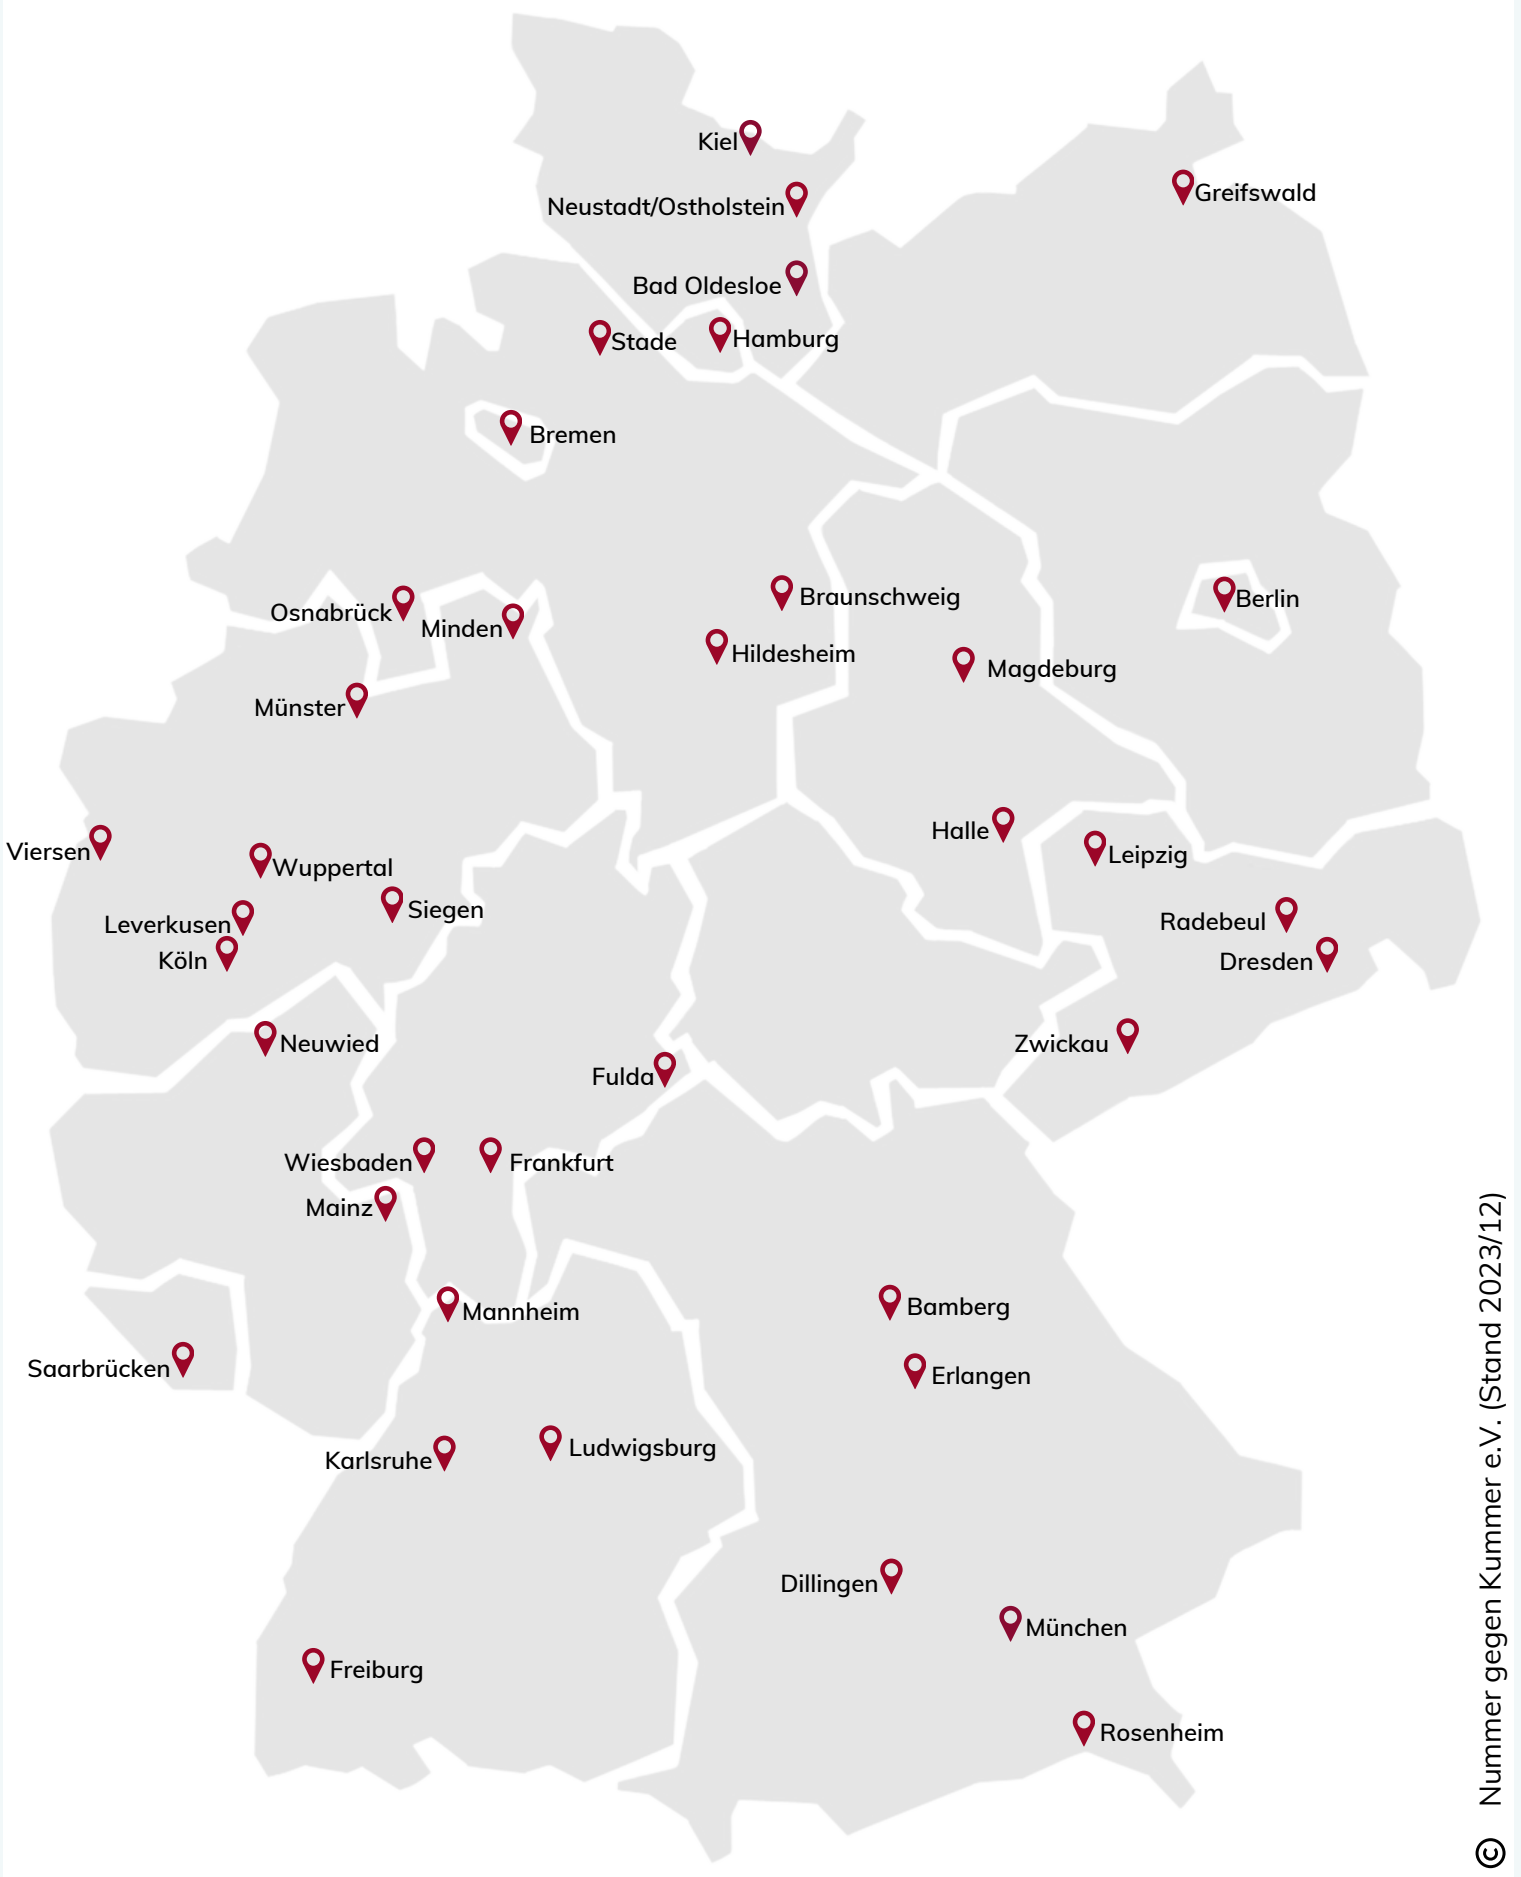 Kiel
Greifswald
Neustadt/Ostholstein
Bad Oldesloe
Stade
Hamburg
Bremen
Braunschweig
Berlin
Osnabrück
Minden
Hildesheim
Magdeburg
Münster
Halle
Viersen
Leipzig
Wuppertal
Siegen
Radebeul
Leverkusen
Köln
Dresden
Neuwied
Zwickau
Fulda
Wiesbaden
Frankfurt
Mainz
Mannheim
Bamberg
Saarbrücken
Erlangen
Ludwigsburg
Karlsruhe
Dillingen
München
Freiburg
Rosenheim
© Nummer gegen Kummer e.V. (Stand 2023/12)